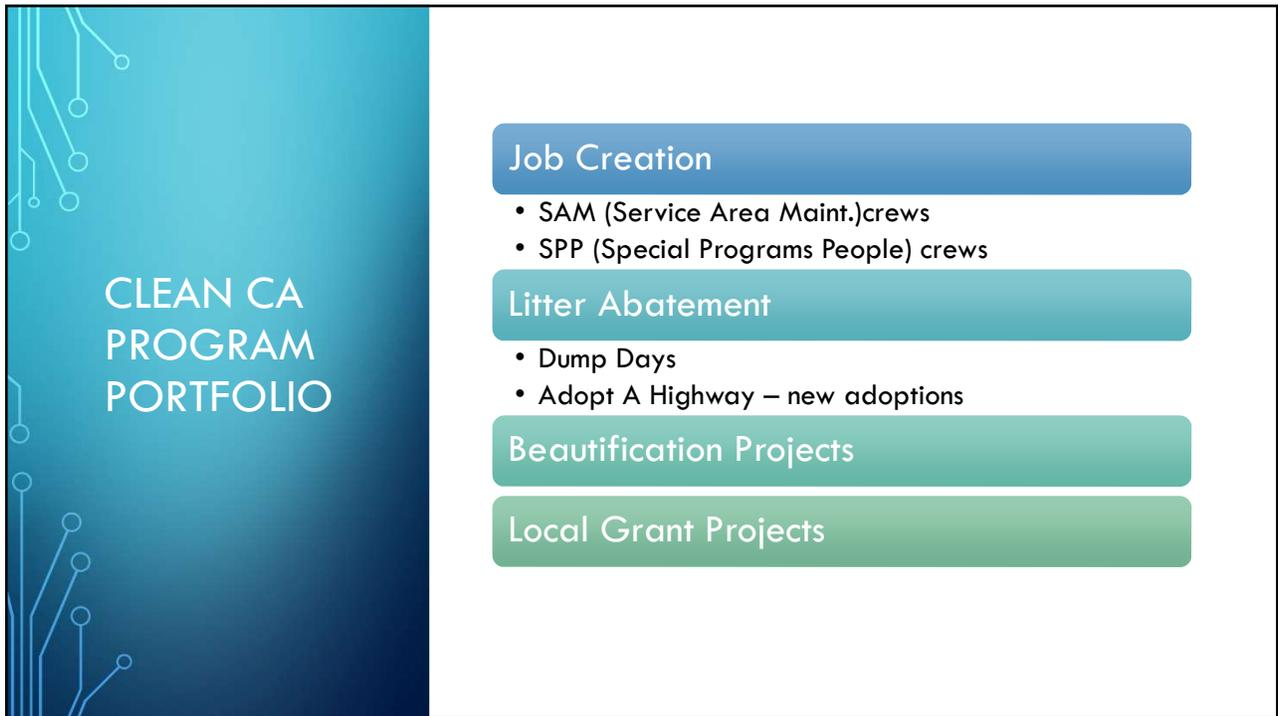 CLEAN CA
PROGRAM
PORTFOLIO
Job Creation
• SAM (Service Area Maint.)crews
• SPP (Special Programs People) crews
Litter Abatement
• Dump Days
• Adopt A Highway – new adoptions
Beautification Projects
Local Grant Projects